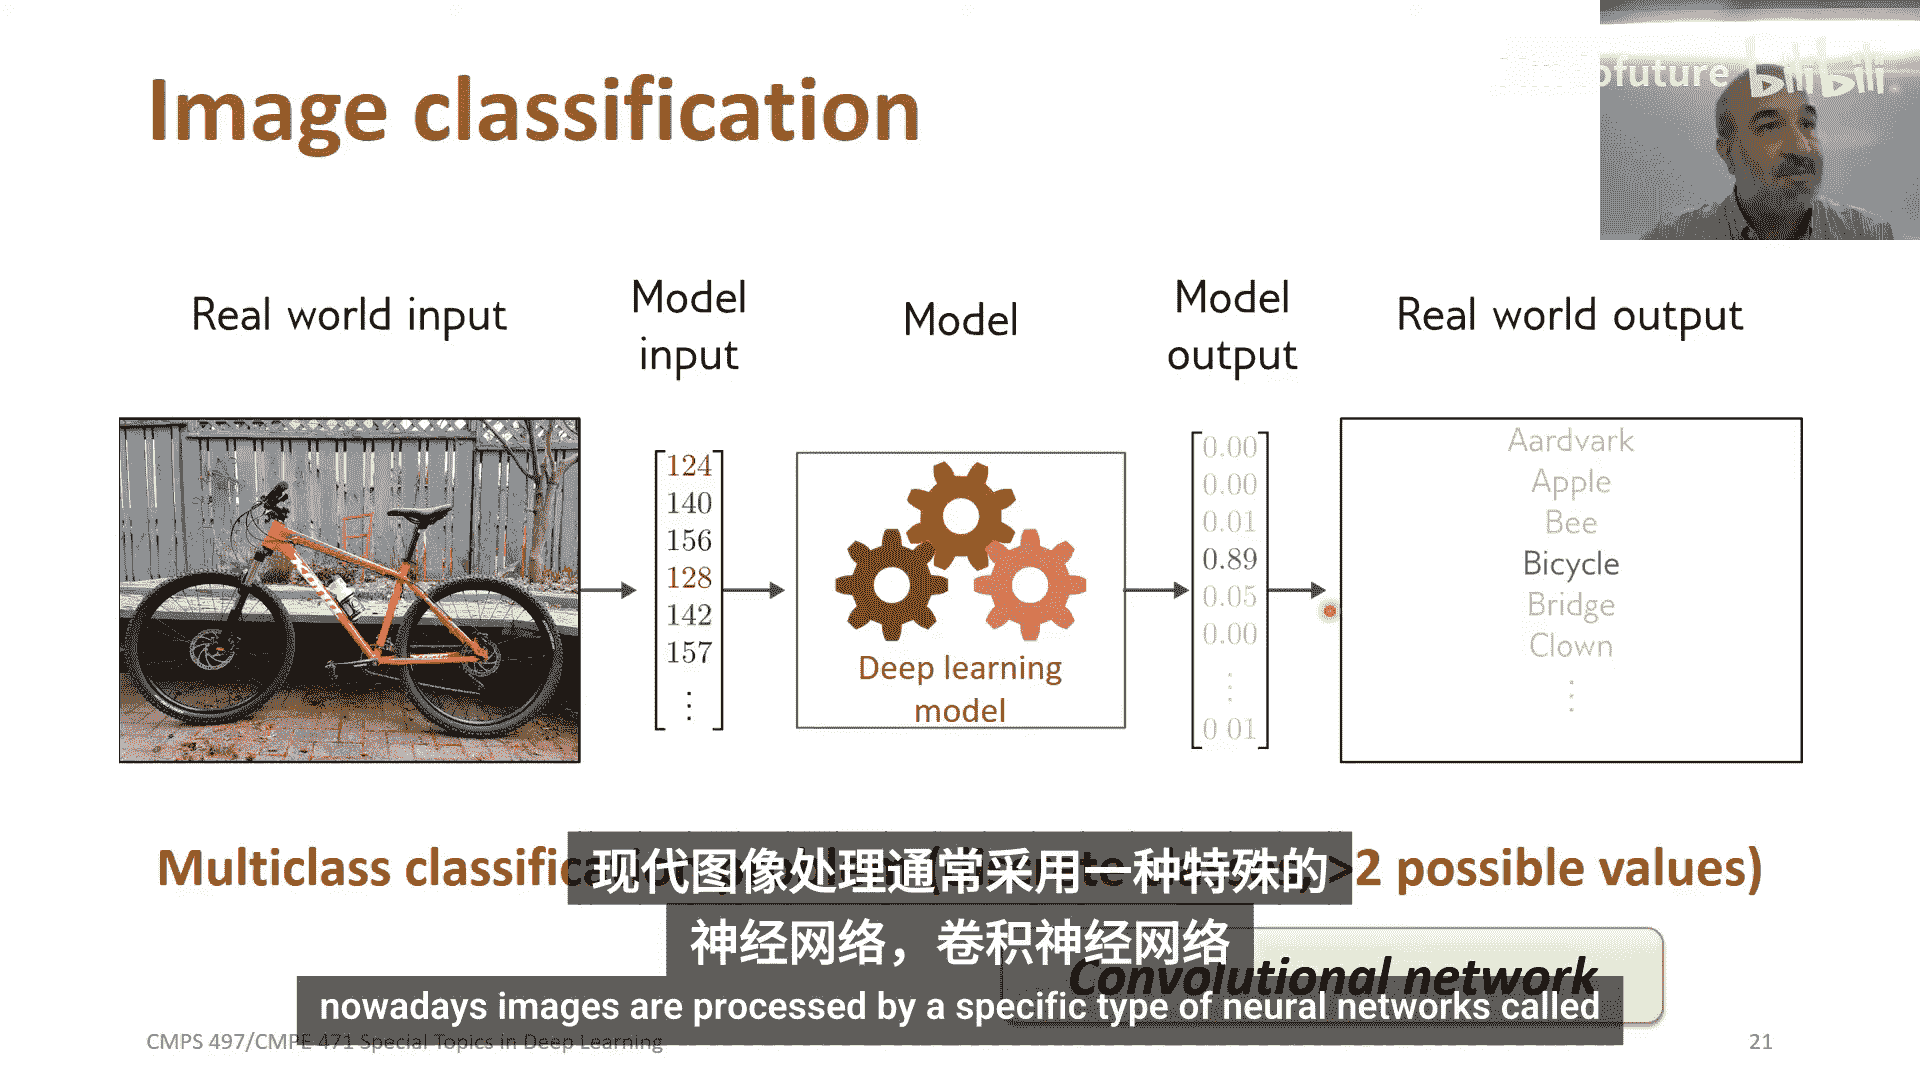 Image classification
ofuture bilibili
Real world input
Model
input
Model
Model
output
Real world output
124
140
156
128
142
157
⋮
Deep learning
model
0.00
0.00
0.01
0.89
0.05
0.00
⋮
0 01
Aardvark
Apple
Bee
Bicycle
Bridge
Clown
⋮
Multiclass classific >2 possible values)
现代图像处理通常采用一种特殊的
神经网络，卷积神经网络
Convolutional network
nowadays images are processed by a specific type of neural networks called
CMPS 497/CMPE 471 Special Topics in Deep Learning
21